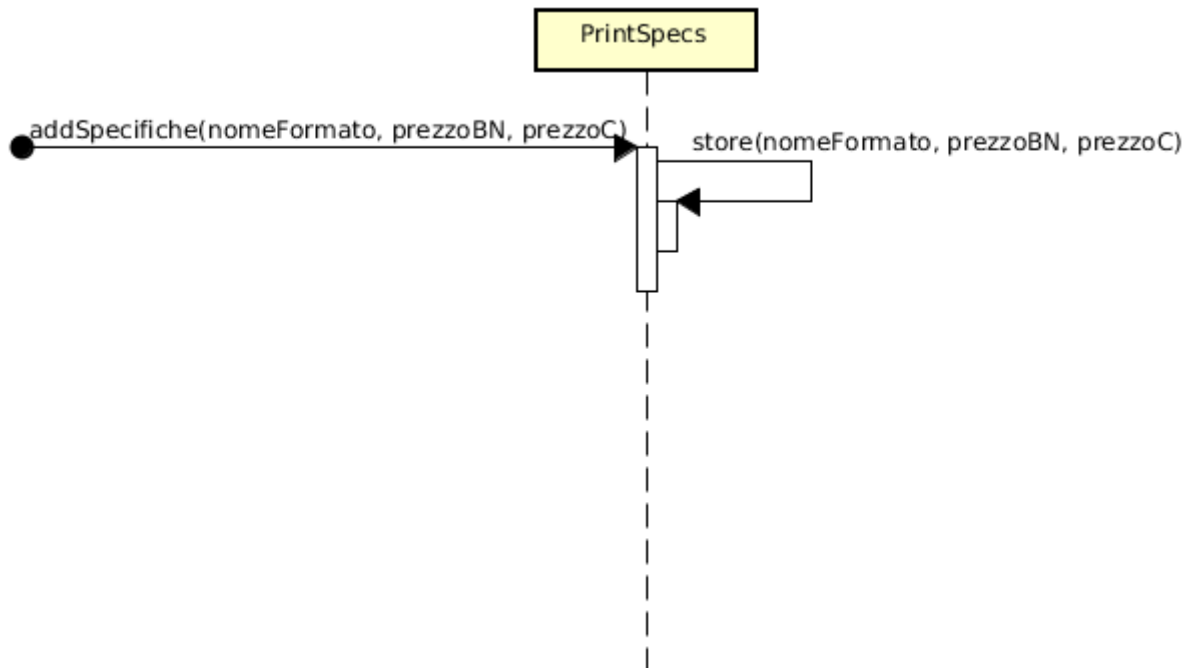 PrintSpecs
addSpecifiche(nomeFormato, prezzoBN, prezzoC)
store(nomeFormato, prezzoBN, prezzoC)